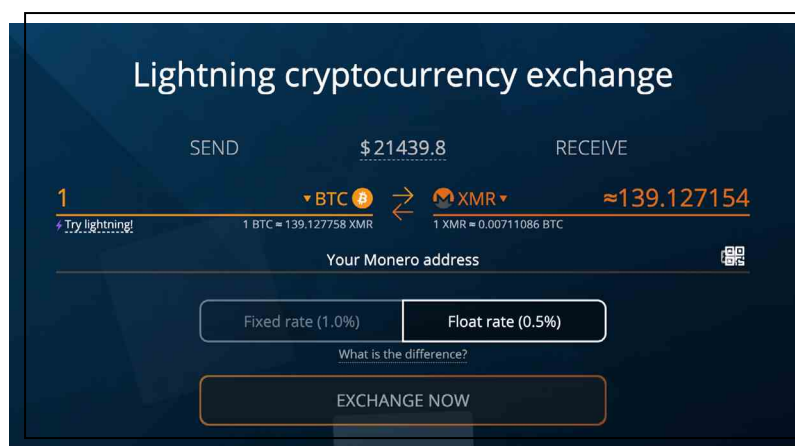 Lightning cryptocurrency exchange
SEND $21439.8 RECEIVE
1 BTC XMR ≈139.127154
Try lightning! 1 BTC ≈ 139.127758 XMR 1 XMR ≈ 0.00711086 BTC
Your Monero address
Fixed rate (1.0%) Float rate (0.5%)
What is the difference?
EXCHANGE NOW